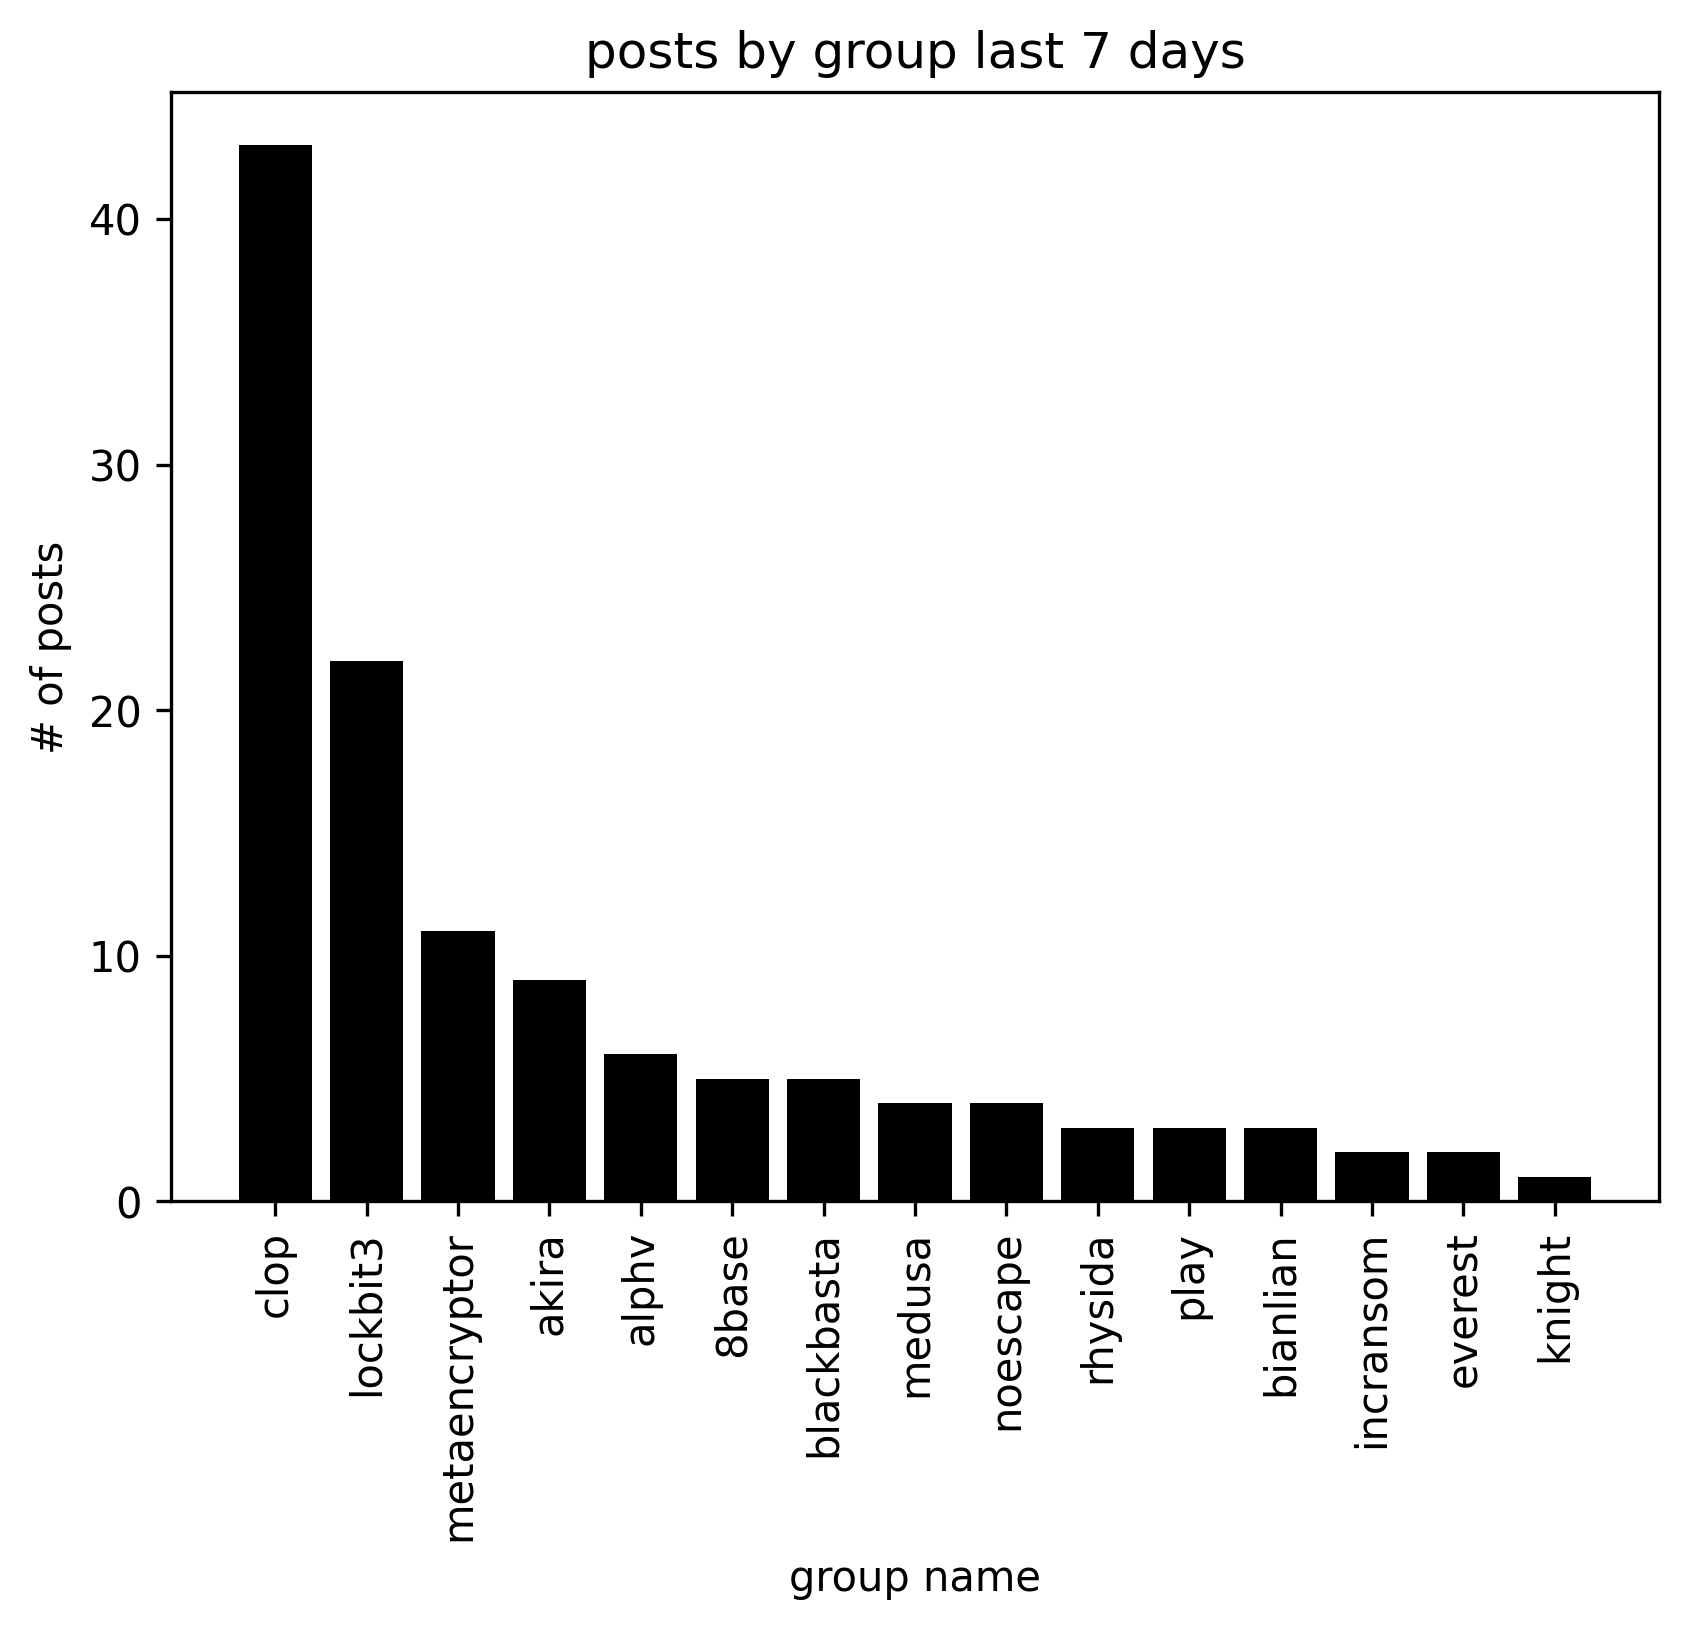 posts by group last 7 days
# of posts
40
30
20
10
0
clop
lockbit3
metaencryptor
akira
alphv
8base
blackbasta
medusa
noescape
rhysida
play
bianlian
incransom
everest
knight
group name